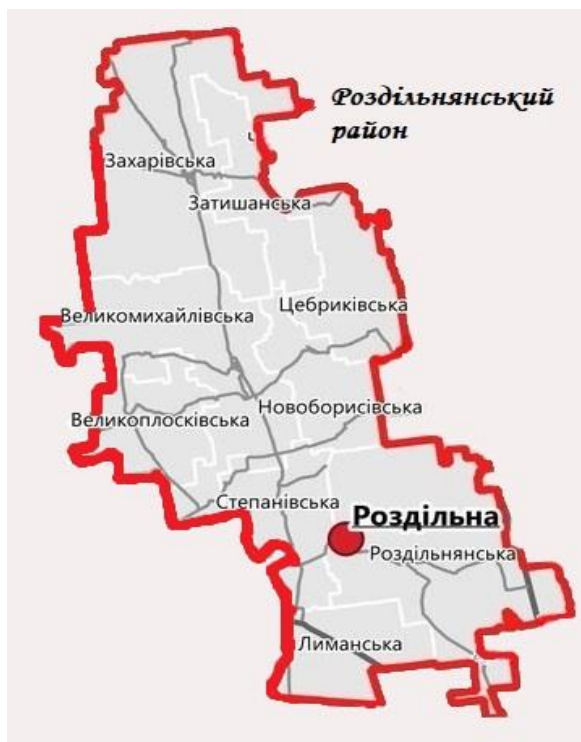 Роздільнянський
район
Захарівська
Затишанська
Цебриківська
Великомихайлівська
Новоборисівська
Великоплосківська
Степанівська
Роздільна
Роздільнянська
Лиманська